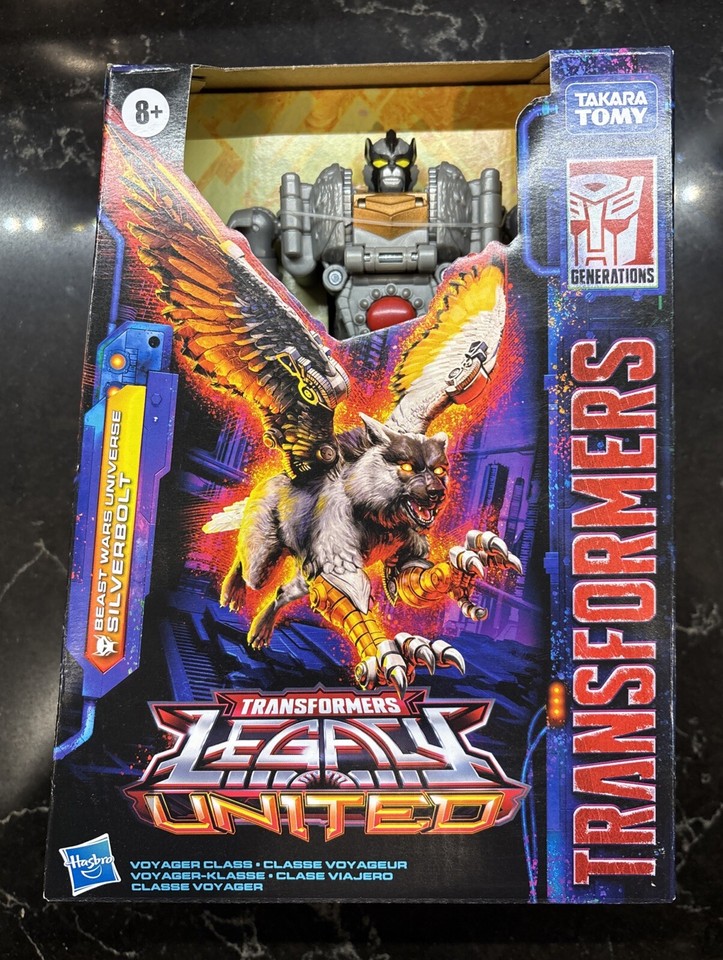 8+
TAKARA
TOMY
GENERATIONS
TRANSFORMERS
BEAST WARS UNIVERSE
SILVERBOLT
TRANSFORMERS
LEGACY
UNITED
Hasbro
VOYAGER CLASS • CLASSE VOYAGEUR
VOYAGER-KLASSE • CLASE VIAJERO
CLASSE VOYAGER